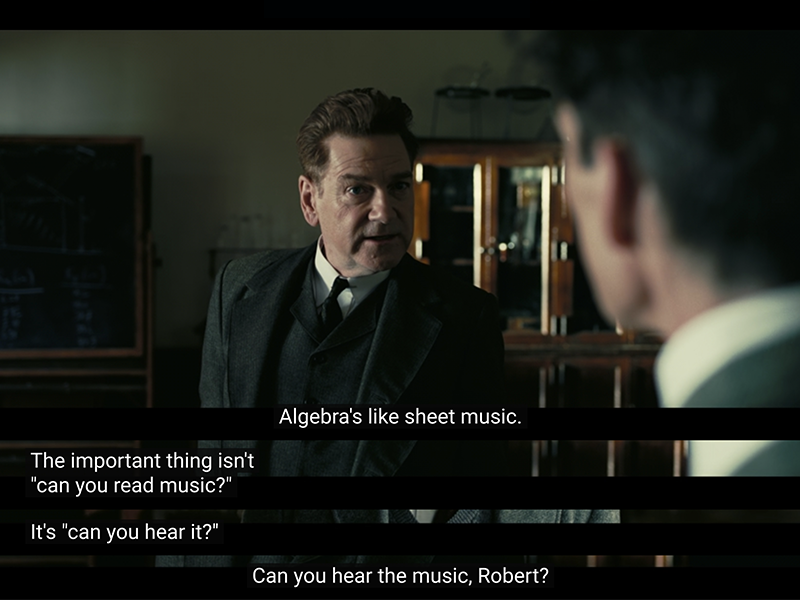 Algebra's like sheet music.
The important thing isn't
"can you read music?"
It's "can you hear it?"
Can you hear the music, Robert?